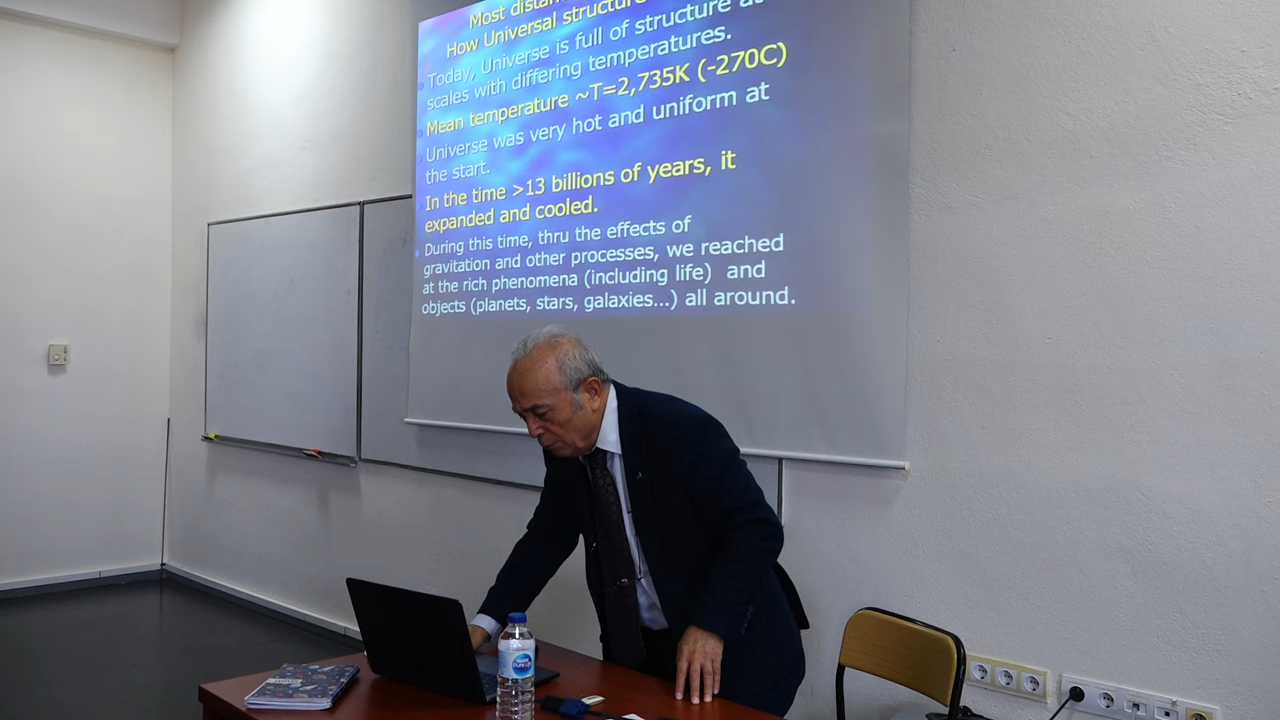 Most distan
How Universal structure
Today, Universe is full of structure at
scales with differing temperatures.
Mean temperature ~T=2,735K (-270C)
Universe was very hot and uniform at
the start.
In the time >13 billions of years, it
expanded and cooled.
During this time, thru the effects of
gravitation and other processes, we reached
at the rich phenomena (including life) and
objects (planets, stars, galaxies...) all around.